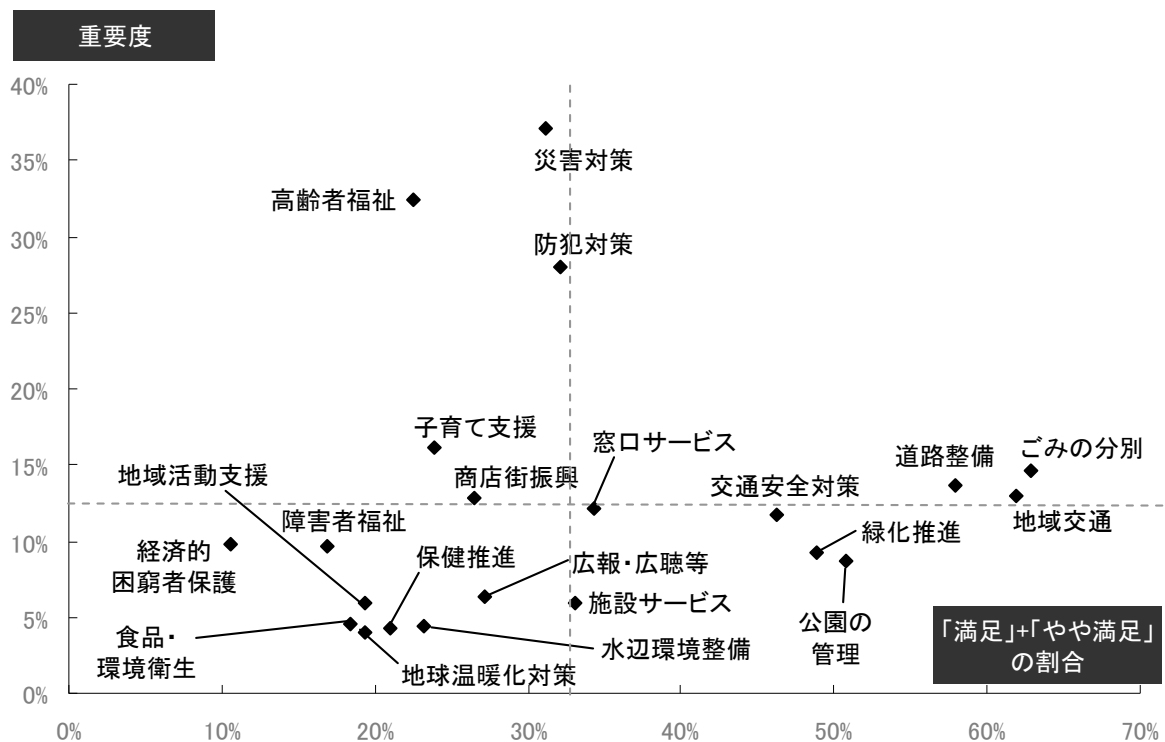 重要度
40%
35%
30%
25%
20%
15%
10%
5%
0%
災害対策
高齢者福祉
防犯対策
子育て支援
窓口サービス
ごみの分別
道路整備
地域活動支援
商店街振興
交通安全対策
地域交通
障害者福祉
緑化推進
経済的
困窮者保護
保健推進
広報・広聴等
施設サービス
公園の
管理
食品・
環境衛生
水辺環境整備
地球温暖化対策
「満足」+「やや満足」
の割合
0%
10%
20%
30%
40%
50%
60%
70%